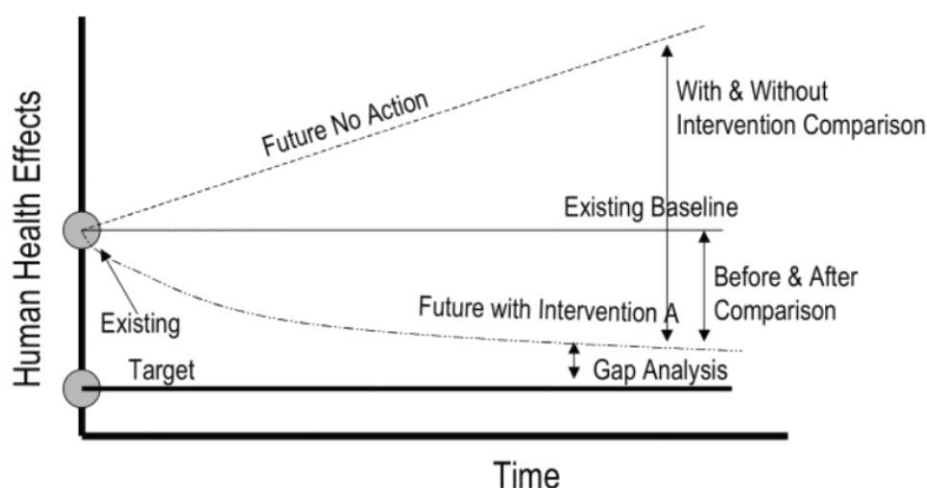 Human Health Effects
Future No Action
With & Without
Intervention Comparison
Existing Baseline
Before & After
Comparison
Future with Intervention A
Existing
Target
Gap Analysis
Time